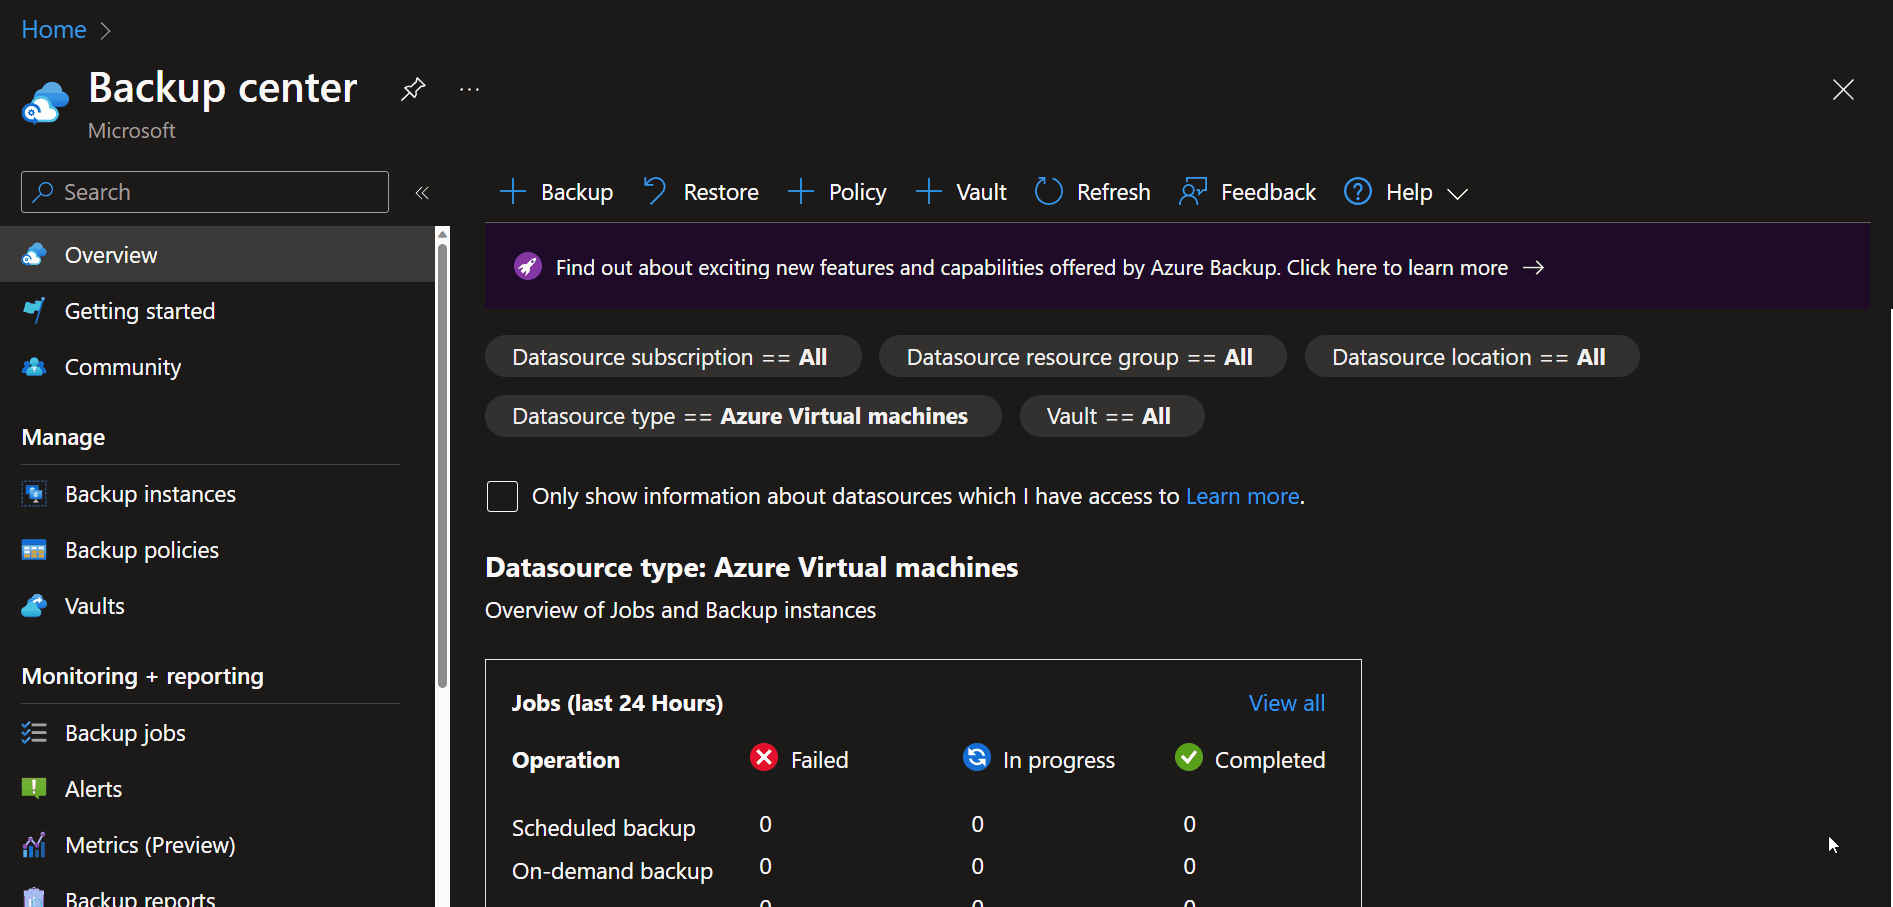 Home
Backup center
Microsoft
Search
Overview
Getting started
Community
Manage
Backup instances
Backup policies
Vaults
Monitoring + reporting
Backup jobs
Alerts
Metrics (Preview)
Backup reports
Backup Restore Policy Vault Refresh Feedback Help
Find out about exciting new features and capabilities offered by Azure Backup. Click here to learn more →
Datasource subscription == All Datasource resource group == All Datasource location == All
Datasource type == Azure Virtual machines Vault == All
Only show information about datasources which I have access to Learn more.
Datasource type: Azure Virtual machines
Overview of Jobs and Backup instances
Jobs (last 24 Hours) View all
Operation Failed In progress Completed
Scheduled backup 0 0 0
On-demand backup 0 0 0
0 0 0